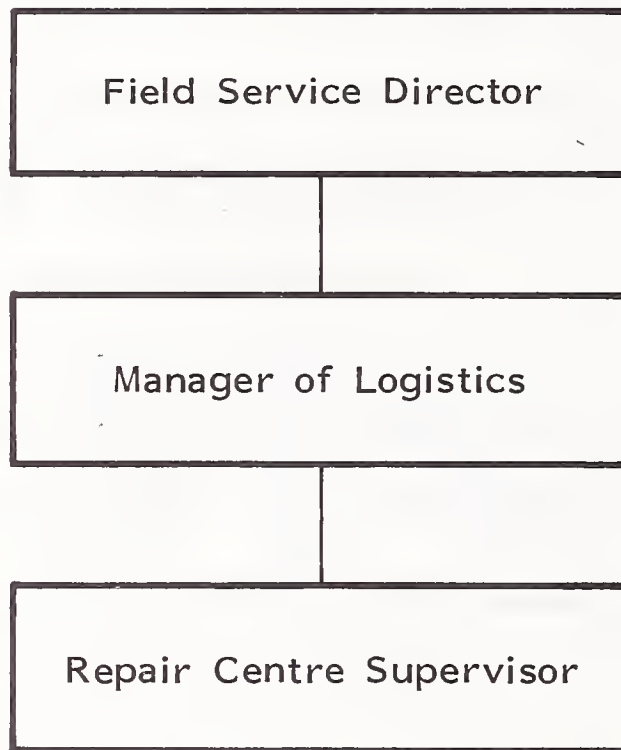 Field Service Director
Manager of Logistics
Repair Centre Supervisor